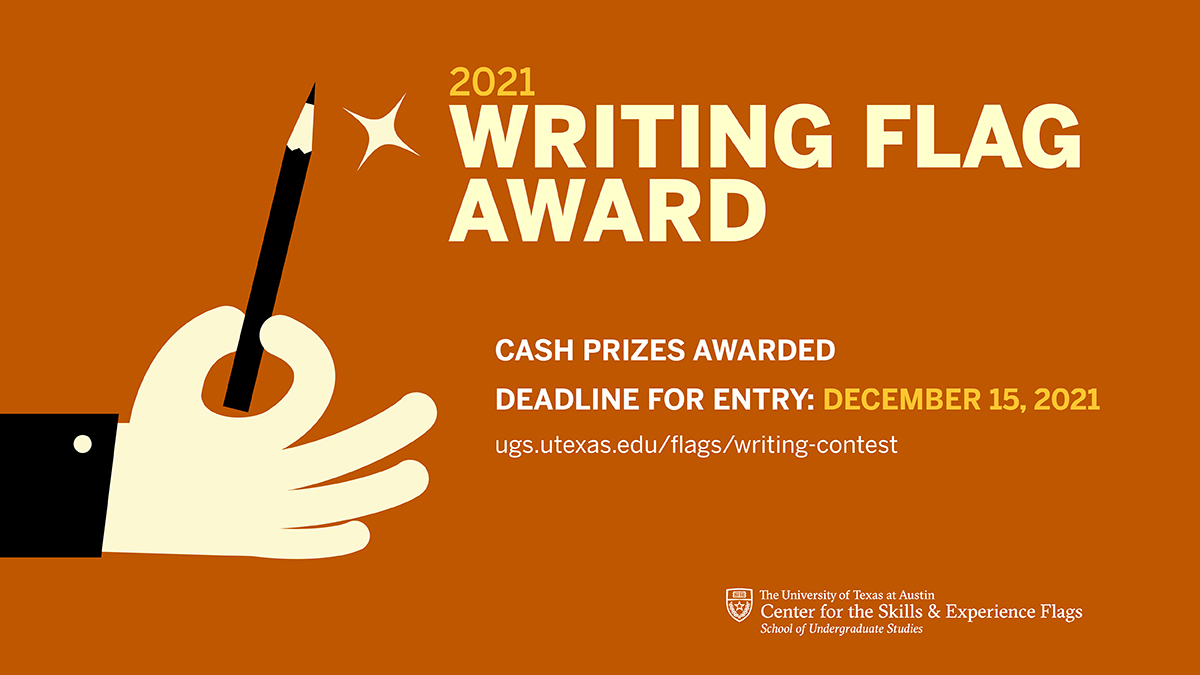 2021
WRITING FLAG
AWARD
CASH PRIZES AWARDED
DEADLINE FOR ENTRY: DECEMBER 15, 2021
ugs.utexas.edu/flags/writing-contest
The University of Texas at Austin
Center for the Skills & Experience Flags
School of Undergraduate Studies